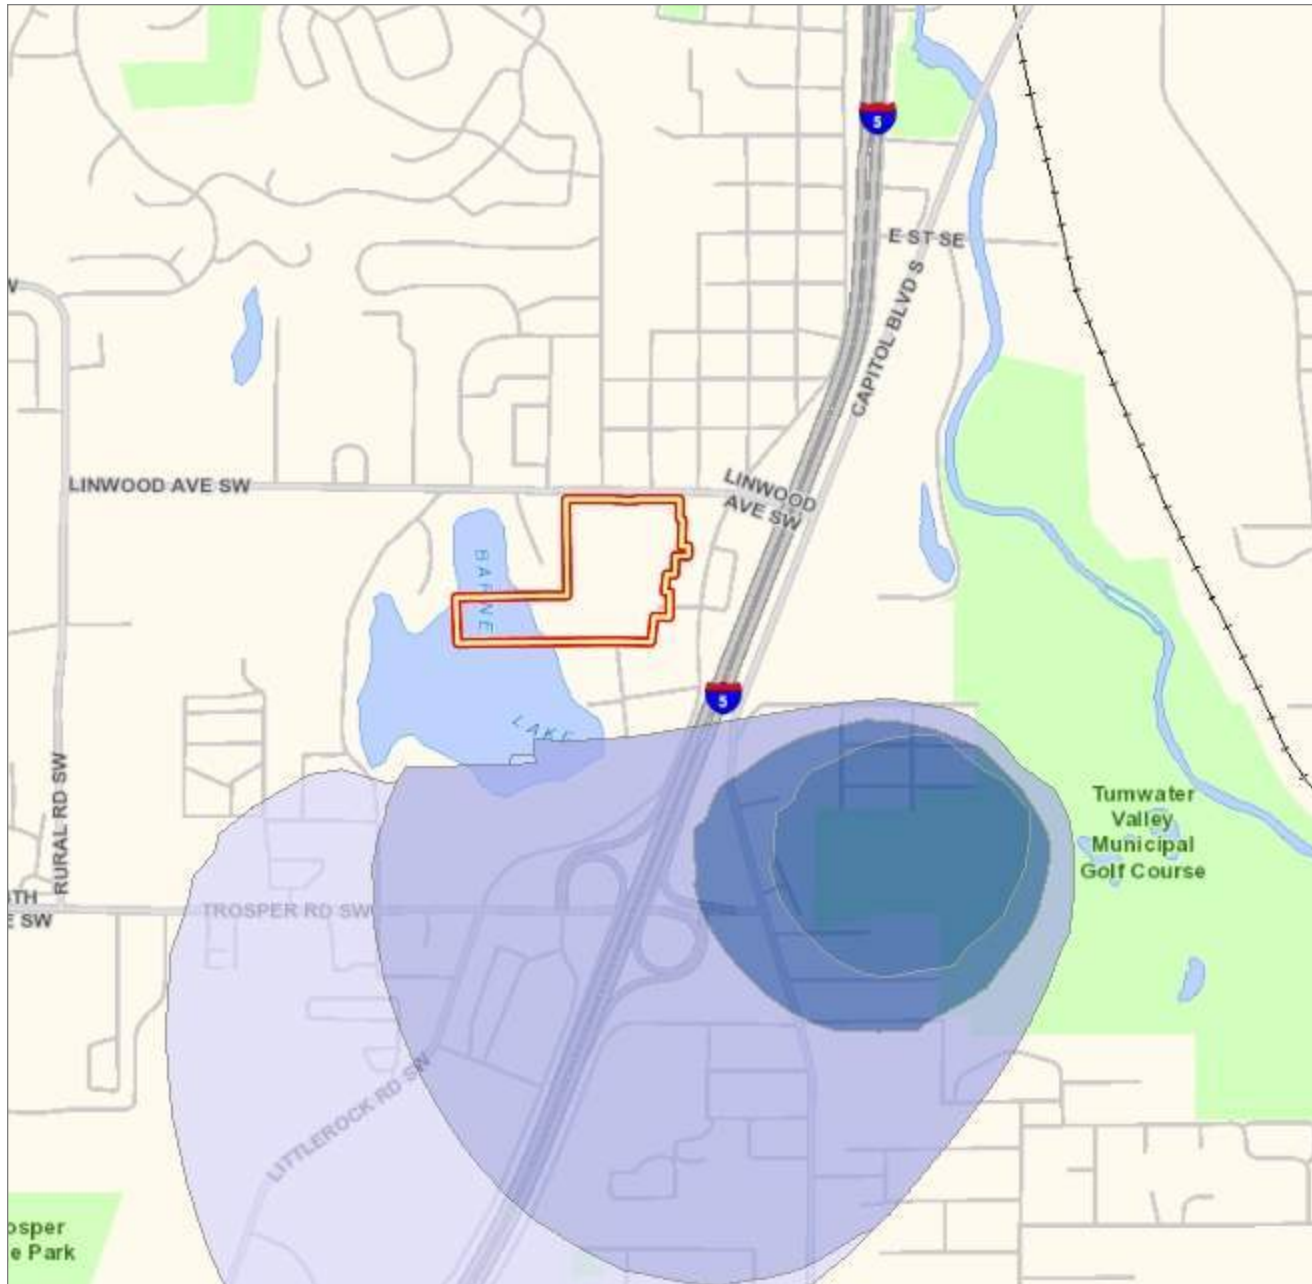 5
E ST SE
CAPITOL BLVD S
W
LINWOOD AVE SW
LINWOOD
AVE SW
BARNE
LAKE
5
RURAL RD SW
Tumwater
Valley
Municipal
Golf Course
TH
E SW
TROSPER RD SW
LITTLEROCK RD SW
osper
e Park